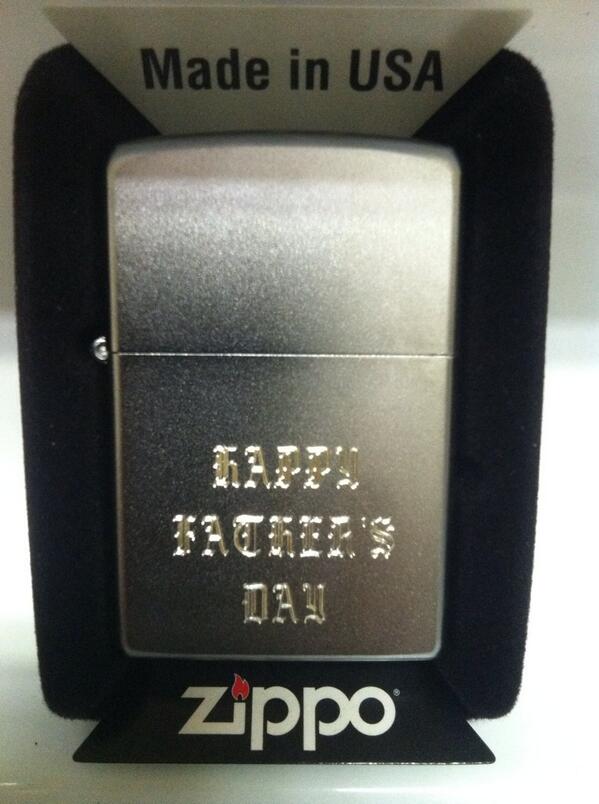 Made in USA
HAPPY
FATHER'S
DAY
zippo®